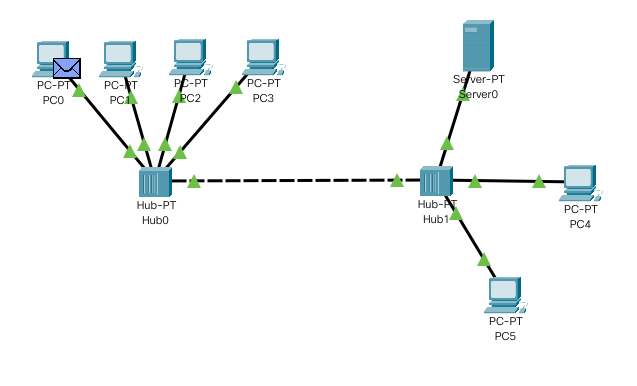 PC-PT
PC0
PC-PT
PC1
PC-PT
PC2
PC-PT
PC3
Server-PT
Server0
Hub-PT
Hub0
Hub-PT
Hub1
PC-PT
PC4
PC-PT
PC5